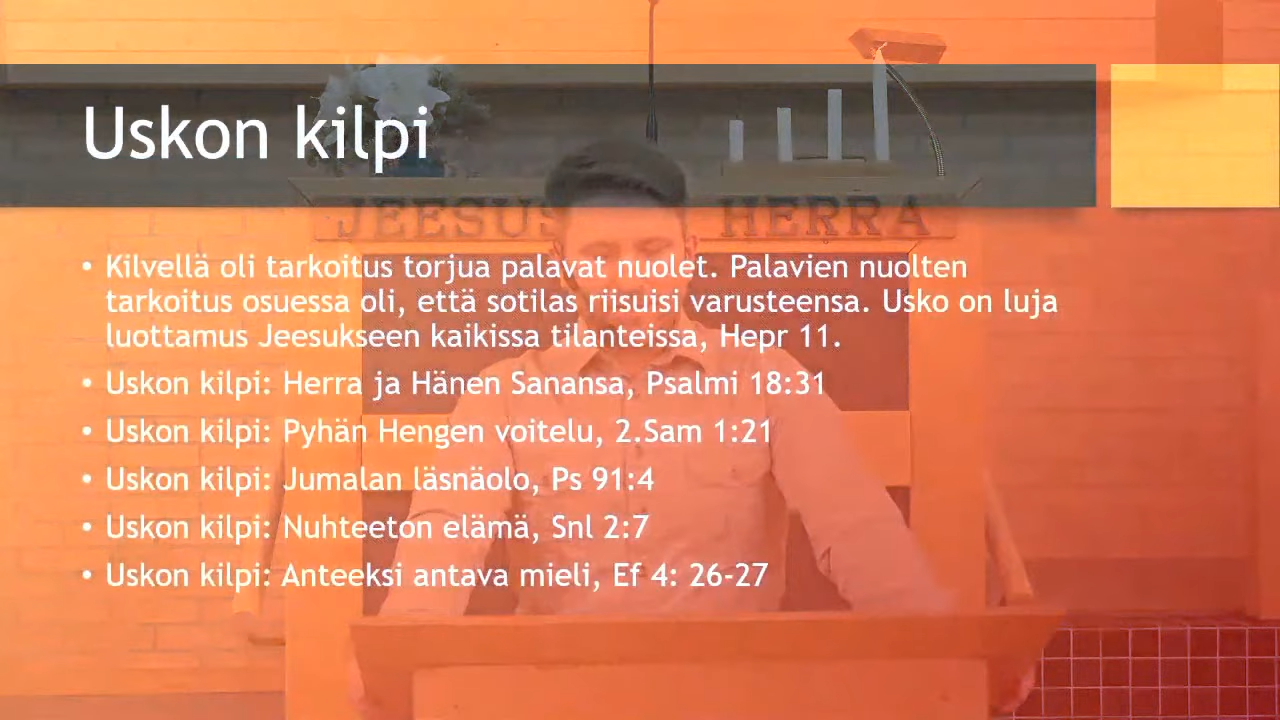 Uskon kilpi
JEESUS HERRA
• Kilvellä oli tarkoitus torjua palavat nuolet. Palavien nuolten
tarkoitus osuessa oli, että sotilas riisuisi varusteensa. Usko on luja
luottamus Jeesukseen kaikissa tilanteissa, Hepr 11.
• Uskon kilpi: Herra ja Hänen Sanansa, Psalmi 18:31
• Uskon kilpi: Pyhän Hengen voitelu, 2.Sam 1:21
• Uskon kilpi: Jumalan läsnäolo, Ps 91:4
• Uskon kilpi: Nuhteeton elämä, Snl 2:7
• Uskon kilpi: Anteeksi antava mieli, Ef 4: 26-27